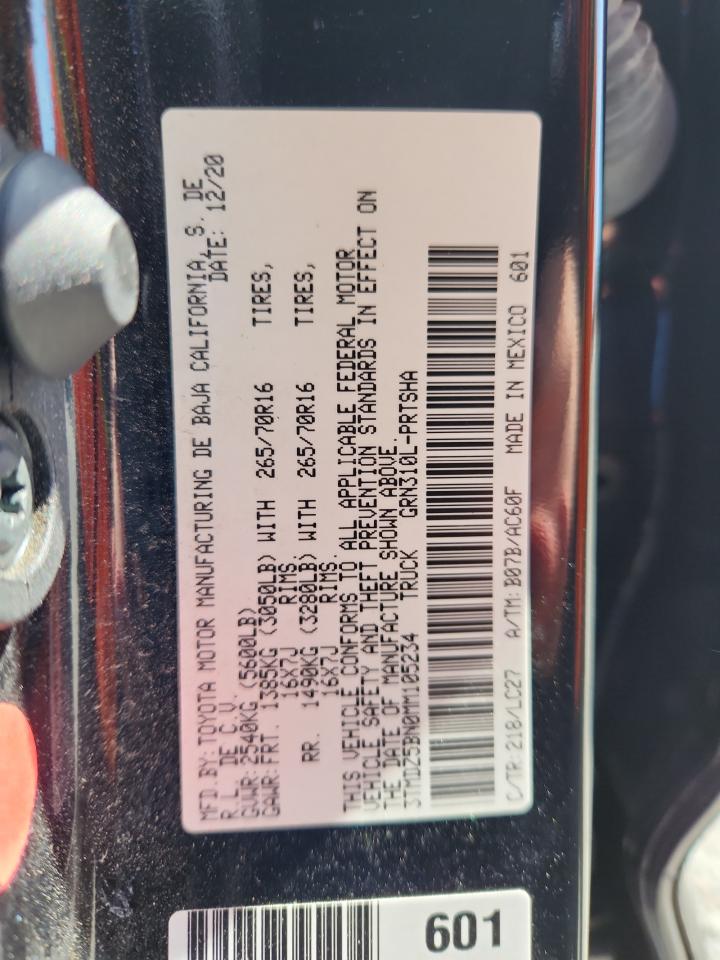 MFD. BY: TOYOTA MOTOR MANUFACTURING DE BAJA CALIFORNIA, S. DE
R.L. DE C.V. DATE: 12/20
GVWR: 2540KG (5600LB)
GAWR: FRT. 1385KG (3050LB) WITH 265/70R16 TIRES,
16X7J RIMS,
RR. 1490KG (3280LB) WITH 265/70R16 TIRES,
16X7J RIMS.
THIS VEHICLE CONFORMS TO ALL APPLICABLE FEDERAL MOTOR
VEHICLE SAFETY AND THEFT PREVENTION STANDARDS IN EFFECT ON
THE DATE OF MANUFACTURE SHOWN ABOVE.
3TMDZ5BN0MM105234 TRUCK GRN310L-PRTSHA
C/TR: 218/LC27 A/TM: B07B/AC60F MADE IN MEXICO 601
601